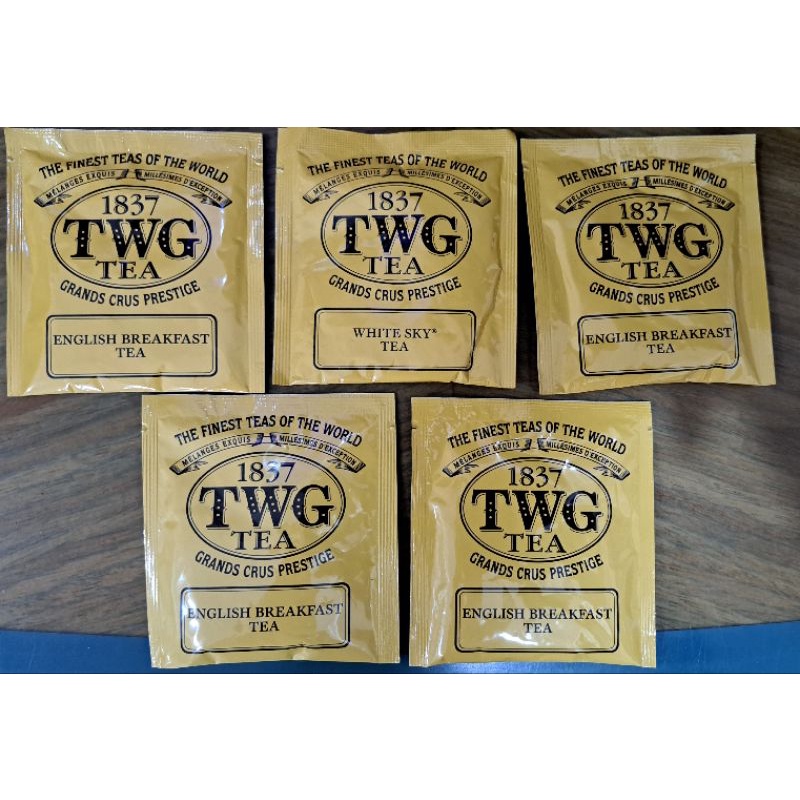 THE FINEST TEAS OF THE WORLD
MÉLANGES EXQUIS MILLÉSIMES D'EXCEPTION
1837
TWG
TEA
GRANDS CRUS PRESTIGE
ENGLISH BREAKFAST
TEA
THE FINEST TEAS OF THE WORLD
MÉLANGES EXQUIS MILLÉSIMES D'EXCEPTION
1837
TWG
TEA
GRANDS CRUS PRESTIGE
WHITE SKY®
TEA
THE FINEST TEAS OF THE WORLD
MÉLANGES EXQUIS MILLÉSIMES D'EXCEPTION
1837
TWG
TEA
GRANDS CRUS PRESTIGE
ENGLISH BREAKFAST
TEA
THE FINEST TEAS OF THE WORLD
MÉLANGES EXQUIS MILLÉSIMES D'EXCEPTION
1837
TWG
TEA
GRANDS CRUS PRESTIGE
ENGLISH BREAKFAST
TEA
THE FINEST TEAS OF THE WORLD
MÉLANGES EXQUIS MILLÉSIMES D'EXCEPTION
1837
TWG
TEA
GRANDS CRUS PRESTIGE
ENGLISH BREAKFAST
TEA